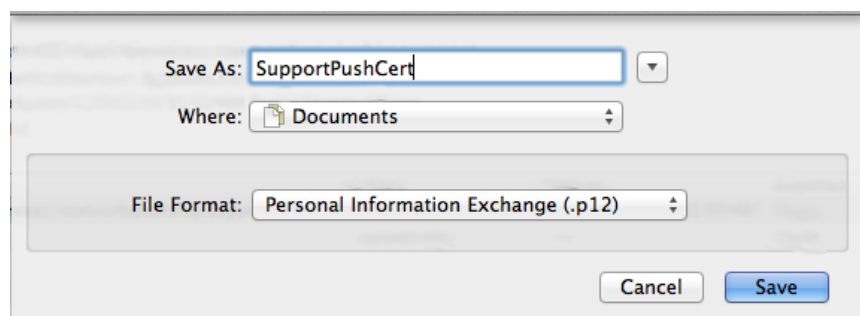 Save As: SupportPushCert
Where: Documents
File Format: Personal Information Exchange (.p12)
Cancel Save